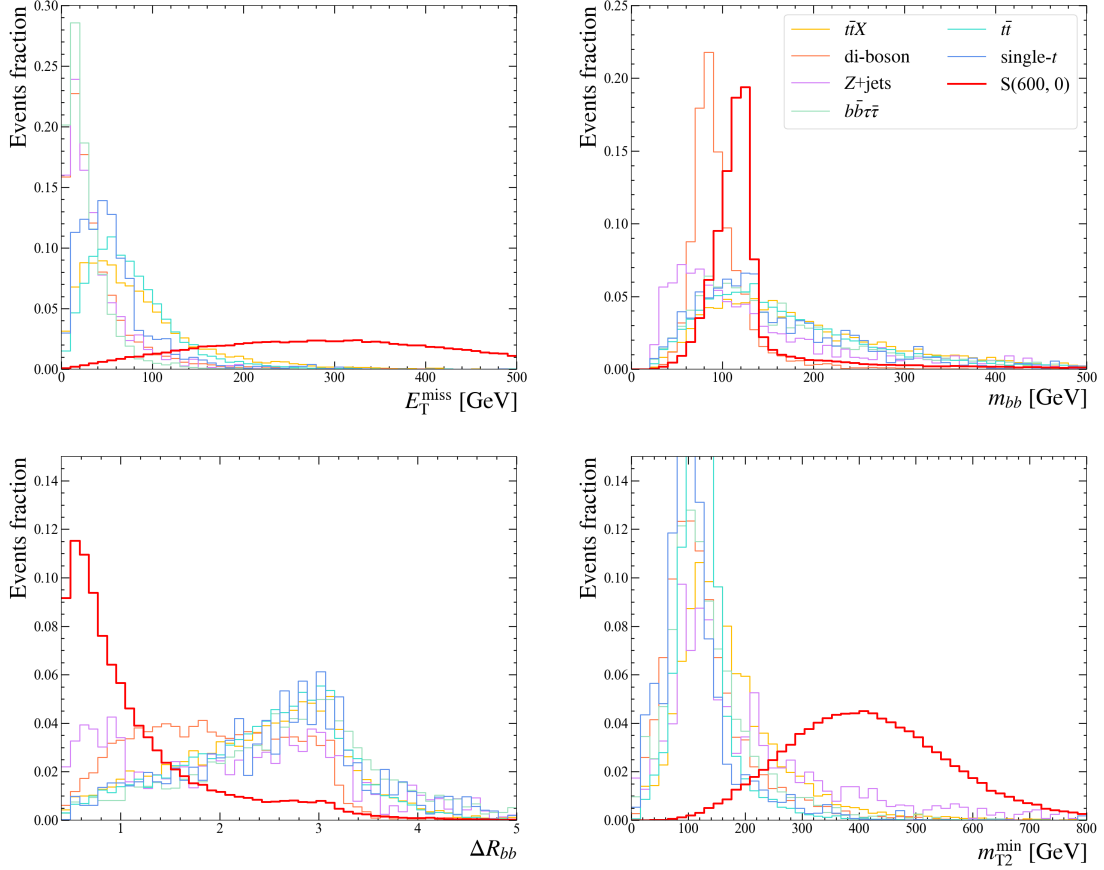 Events fraction
0.30
0.25
0.20
0.15
0.10
0.05
0.00
0 100 200 300 400 500
E_T^miss [GeV]
Events fraction
0.25
0.20
0.15
0.10
0.05
0.00
0 100 200 300 400 500
m_bb [GeV]
tt̄X
di-boson
Z+jets
bb̄ττ̄
tt̄
single-t
S(600, 0)
Events fraction
0.14
0.12
0.10
0.08
0.06
0.04
0.02
0.00
1 2 3 4 5
ΔR_bb
Events fraction
0.14
0.12
0.10
0.08
0.06
0.04
0.02
0.00
0 100 200 300 400 500 600 700 800
m_T2^min [GeV]